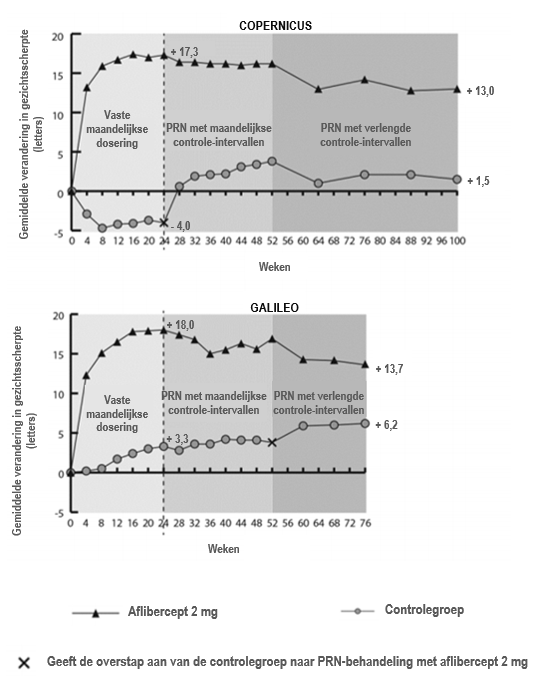 COPERNICUS
Gemiddelde verandering in gezichtsscherpte
(letters)
20
15
10
5
0
-5
+ 17,3
- 4,0
+ 13,0
+ 1,5
Vaste
maandelijkse
dosering
PRN met maandelijkse
controle-intervallen
PRN met verlengde
controle-intervallen
0 4 8 12 16 20 24 28 32 36 40 44 48 52 56 60 64 68 72 76 80 84 88 92 96 100
Weken
GALILEO
Gemiddelde verandering in gezichtsscherpte
(letters)
20
15
10
5
0
-5
+ 18,0
+ 3,3
+ 13,7
+ 6,2
Vaste
maandelijkse
dosering
PRN met maandelijkse
controle-intervallen
PRN met verlengde
controle-intervallen
0 4 8 12 16 20 24 28 32 36 40 44 48 52 56 60 64 68 72 76
Weken
Aflibercept 2 mg
Controlegroep
Geeft de overstap aan van de controlegroep naar PRN-behandeling met aflibercept 2 mg